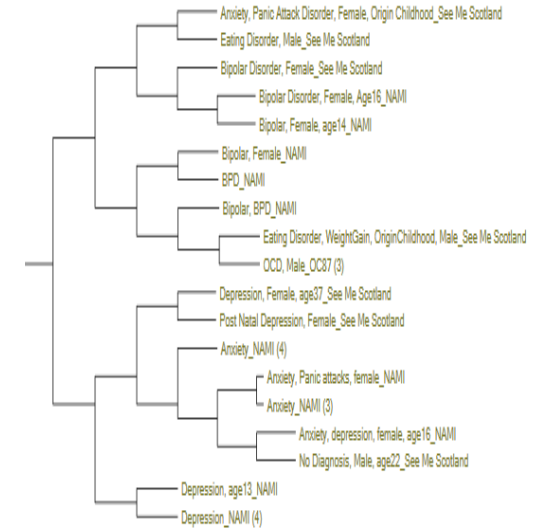 Anxiety, Panic Attack Disorder, Female, Origin Childhood_See Me Scotland
Eating Disorder, Male_See Me Scotland
Bipolar Disorder, Female_See Me Scotland
Bipolar Disorder, Female, Age16_NAMI
Bipolar, Female, age14_NAMI
Bipolar, Female_NAMI
BPD_NAMI
Bipolar, BPD_NAMI
Eating Disorder, WeightGain, OriginChildhood, Male_See Me Scotland
OCD, Male_OC87 (3)
Depression, Female, age37_See Me Scotland
Post Natal Depression, Female_See Me Scotland
Anxiety_NAMI (4)
Anxiety, Panic attacks, female_NAMI
Anxiety_NAMI (3)
Anxiety, depression, female, age16_NAMI
No Diagnosis, Male, age22_See Me Scotland
Depression, age13_NAMI
Depression_NAMI (4)